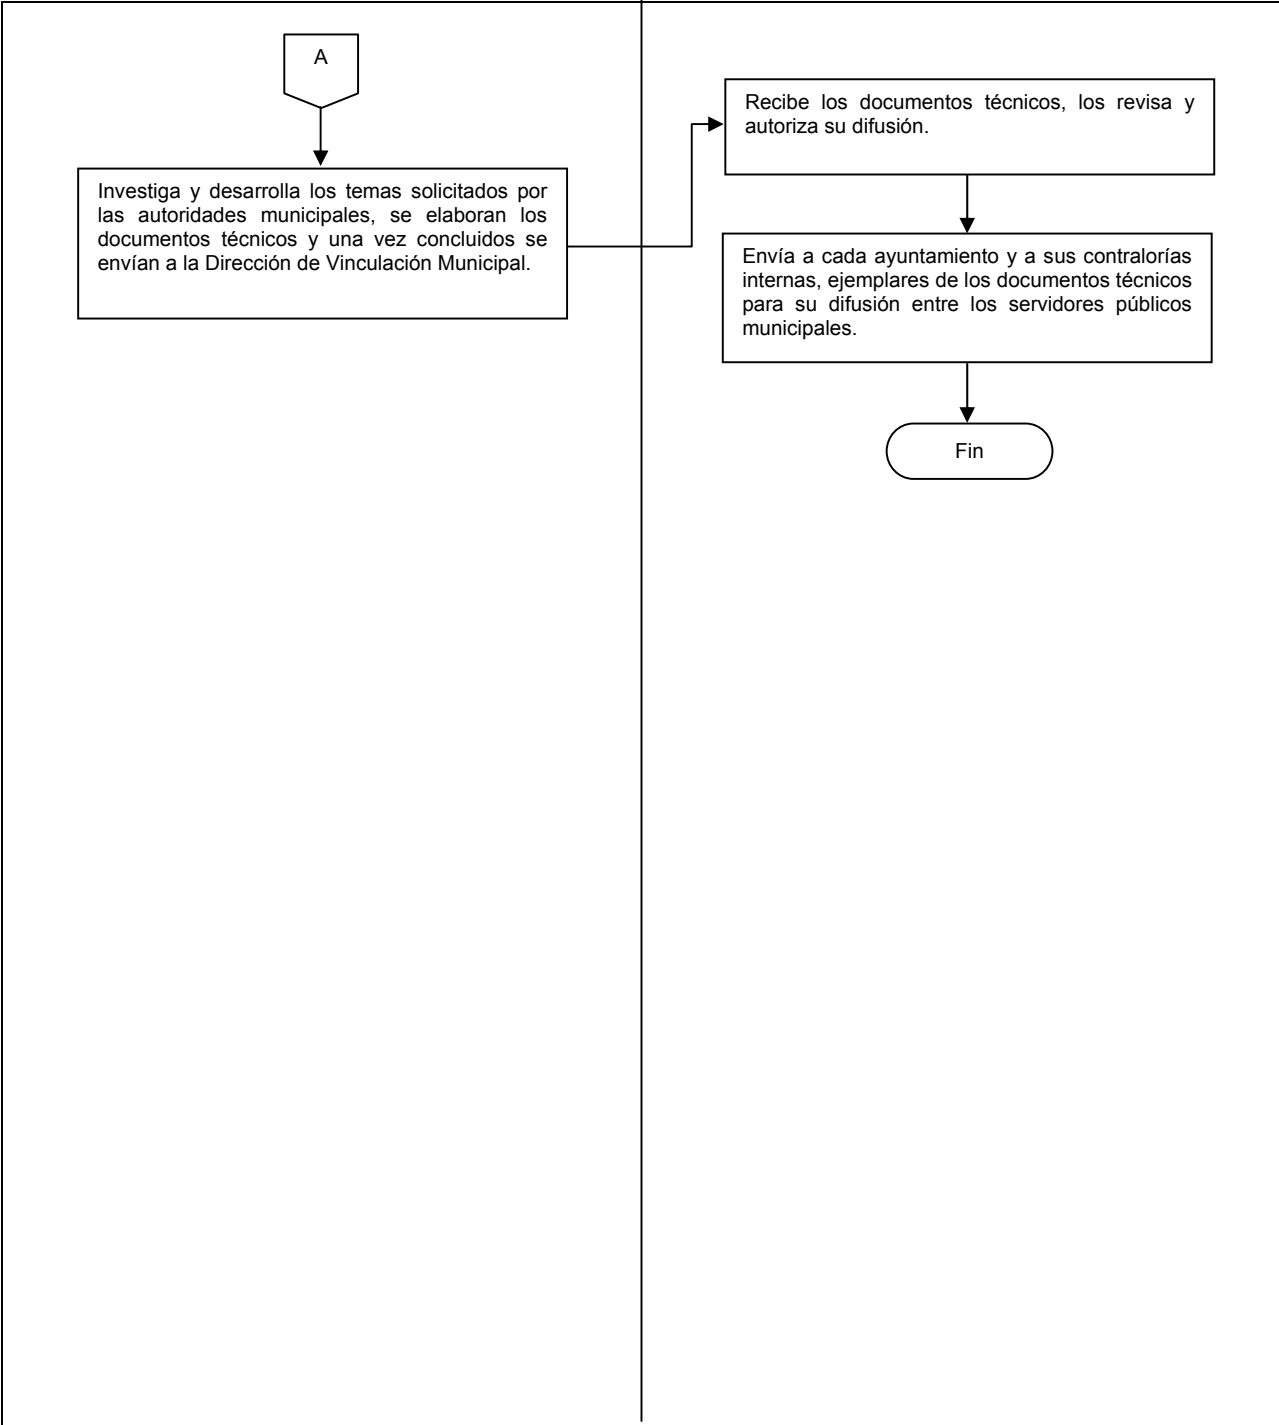 A
Investiga y desarrolla los temas solicitados por
las autoridades municipales, se elaboran los
documentos técnicos y una vez concluidos se
envían a la Dirección de Vinculación Municipal.
Recibe los documentos técnicos, los revisa y
autoriza su difusión.
Envía a cada ayuntamiento y a sus contralorías
internas, ejemplares de los documentos técnicos
para su difusión entre los servidores públicos
municipales.
Fin